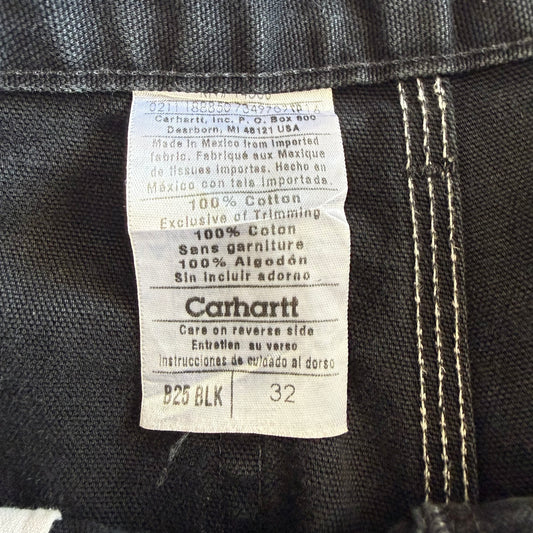 Carhartt, Inc. P.O. Box 600
Dearborn, MI 48121 USA
Made in Mexico from imported
fabric. Fabriqué aux Mexique
de tissues importes. Hecho en
México con tela importada.
100% Cotton
Exclusive of Trimming
100% Coton
Sans garniture
100% Algodón
Sin incluir adorno
Carhartt
Care on reverse side
Entretien au verso
Instrucciones de cuidado al dorso
B25 BLK 32